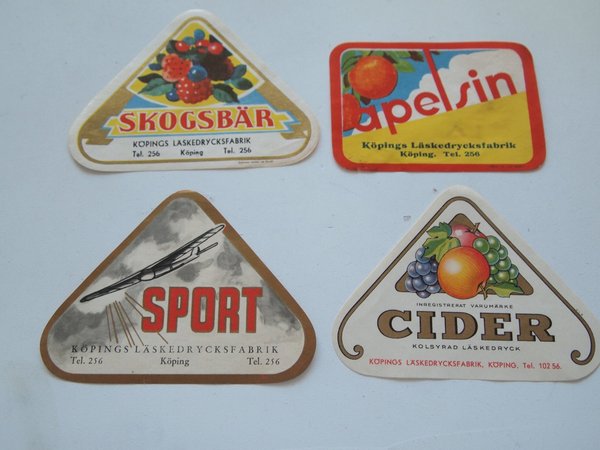 SKOGSBÄR
KÖPINGS LÄSKEDRYCKSFABRIK
Tel. 256 Köping Tel. 256
apelsin
Köpings Läskedrycksfabrik
Köping. Tel. 256
SPORT
KÖPINGS LÄSKEDRYCKSFABRIK
Tel. 256 Köping Tel. 256
INREGISTRERAT VARUMÄRKE
CIDER
KOLSYRAD LÄSKEDRYCK
KÖPINGS LÄSKEDRYCKSFABRIK, KÖPING, Tel. 102 56.